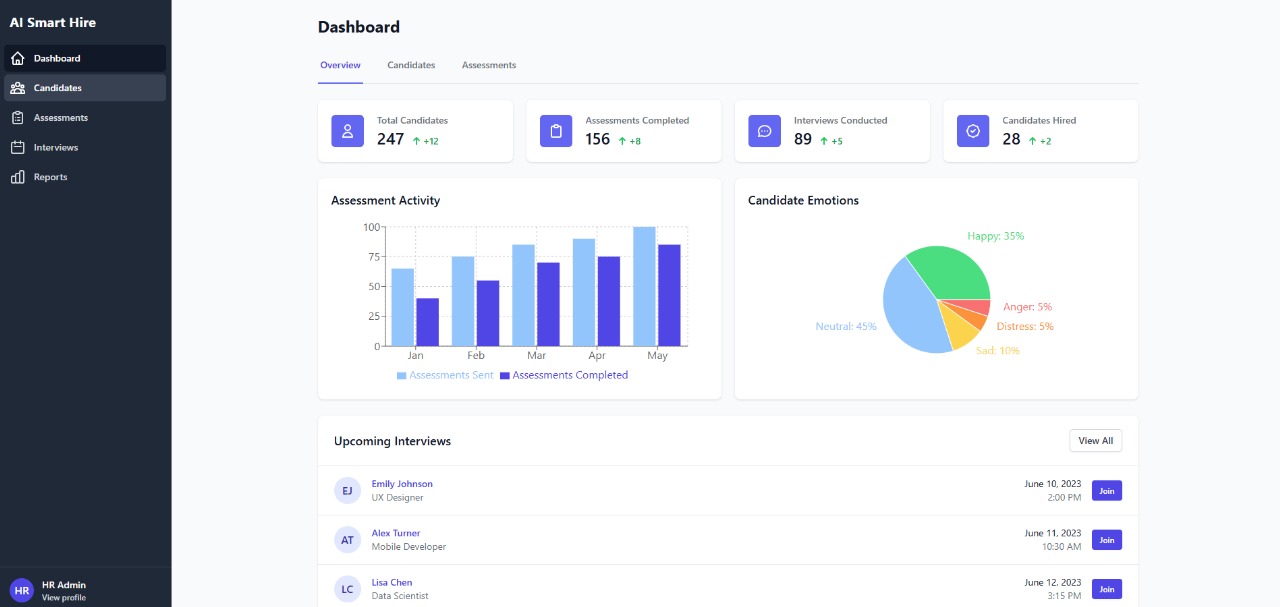 AI Smart Hire
Dashboard
Candidates
Assessments
Interviews
Reports
HR
HR Admin
View profile
Dashboard
Overview Candidates Assessments
Total Candidates
247 +12
Assessments Completed
156 +8
Interviews Conducted
89 +5
Candidates Hired
28 +2
Assessment Activity
100
75
50
25
0
Jan Feb Mar Apr May
Assessments Sent Assessments Completed
Candidate Emotions
Happy: 35%
Anger: 5%
Neutral: 45%
Distress: 5%
Sad: 10%
Upcoming Interviews
View All
EJ
Emily Johnson
UX Designer
June 10, 2023
2:00 PM
Join
AT
Alex Turner
Mobile Developer
June 11, 2023
10:30 AM
Join
LC
Lisa Chen
Data Scientist
June 12, 2023
3:15 PM
Join